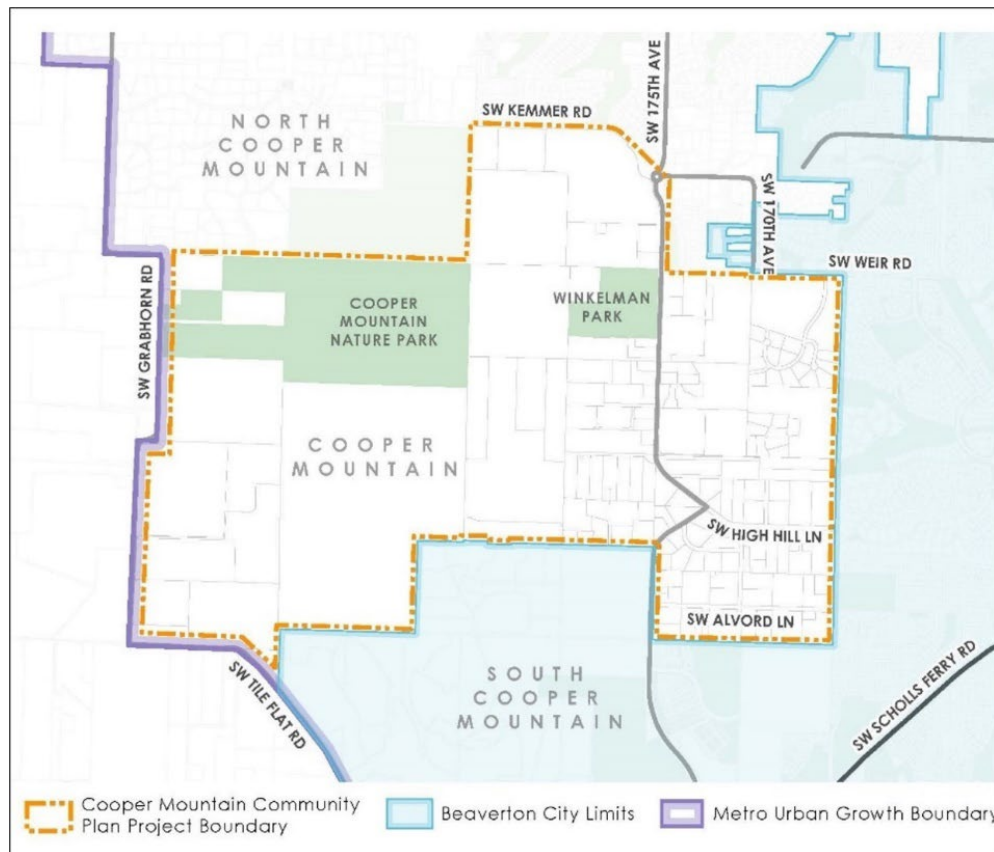 SW KEMMER RD
SW 175TH AVE
NORTH
COOPER
MOUNTAIN
SW 170TH AVE
SW WEIR RD
SW GRABHORN RD
COOPER
MOUNTAIN
NATURE PARK
WINKELMAN
PARK
COOPER
MOUNTAIN
SW HIGH HILL LN
SW ALVORD LN
SW TILE FLAT RD
SOUTH
COOPER
MOUNTAIN
SW SCHOLLS FERRY RD
Cooper Mountain Community
Plan Project Boundary
Beaverton City Limits
Metro Urban Growth Boundary